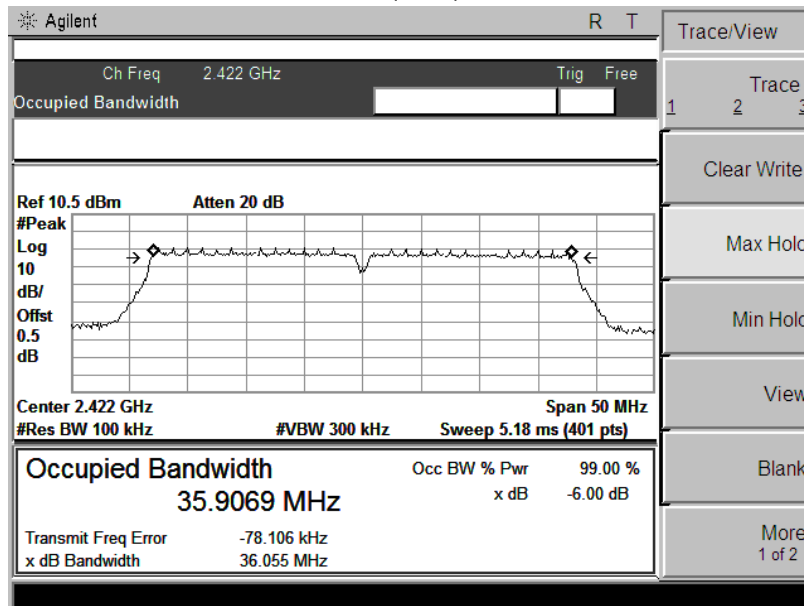 Agilent R T
Trace/View
Ch Freq 2.422 GHz Trig Free
Occupied Bandwidth
Trace
1 2 3
Clear Write
Ref 10.5 dBm Atten 20 dB
#Peak
Log
10
dB/
Offst
0.5
dB
Max Hold
Min Hold
Center 2.422 GHz Span 50 MHz
#Res BW 100 kHz #VBW 300 kHz Sweep 5.18 ms (401 pts)
View
Occupied Bandwidth
35.9069 MHz
Occ BW % Pwr 99.00 %
x dB -6.00 dB
Transmit Freq Error -78.106 kHz
x dB Bandwidth 36.055 MHz
Blank
More
1 of 2